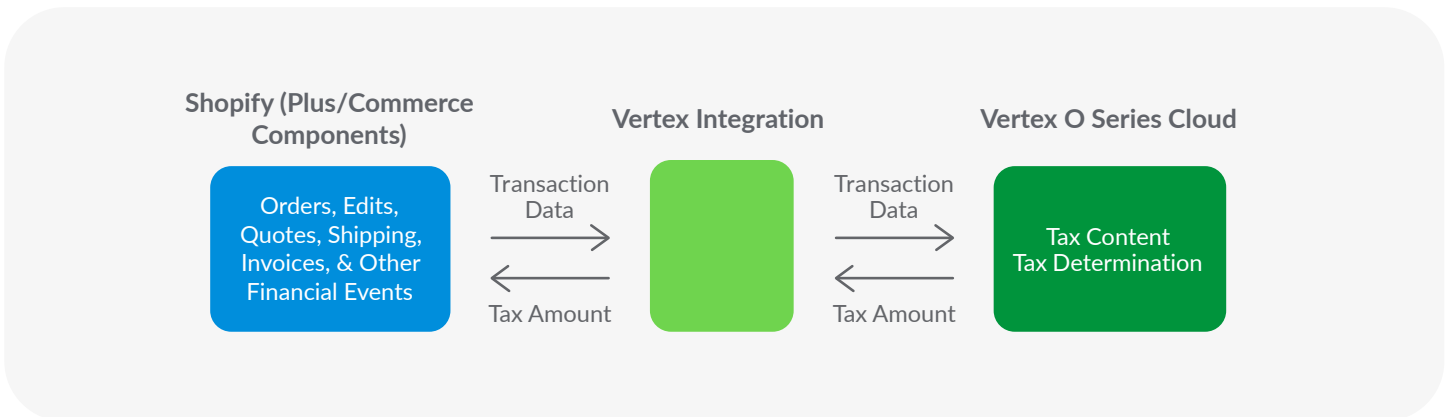 Shopify (Plus/Commerce
Components)
Vertex Integration
Vertex O Series Cloud
Orders, Edits,
Quotes, Shipping,
Invoices, & Other
Financial Events
Transaction
Data
Tax Amount
Transaction
Data
Tax Amount
Tax Content
Tax Determination